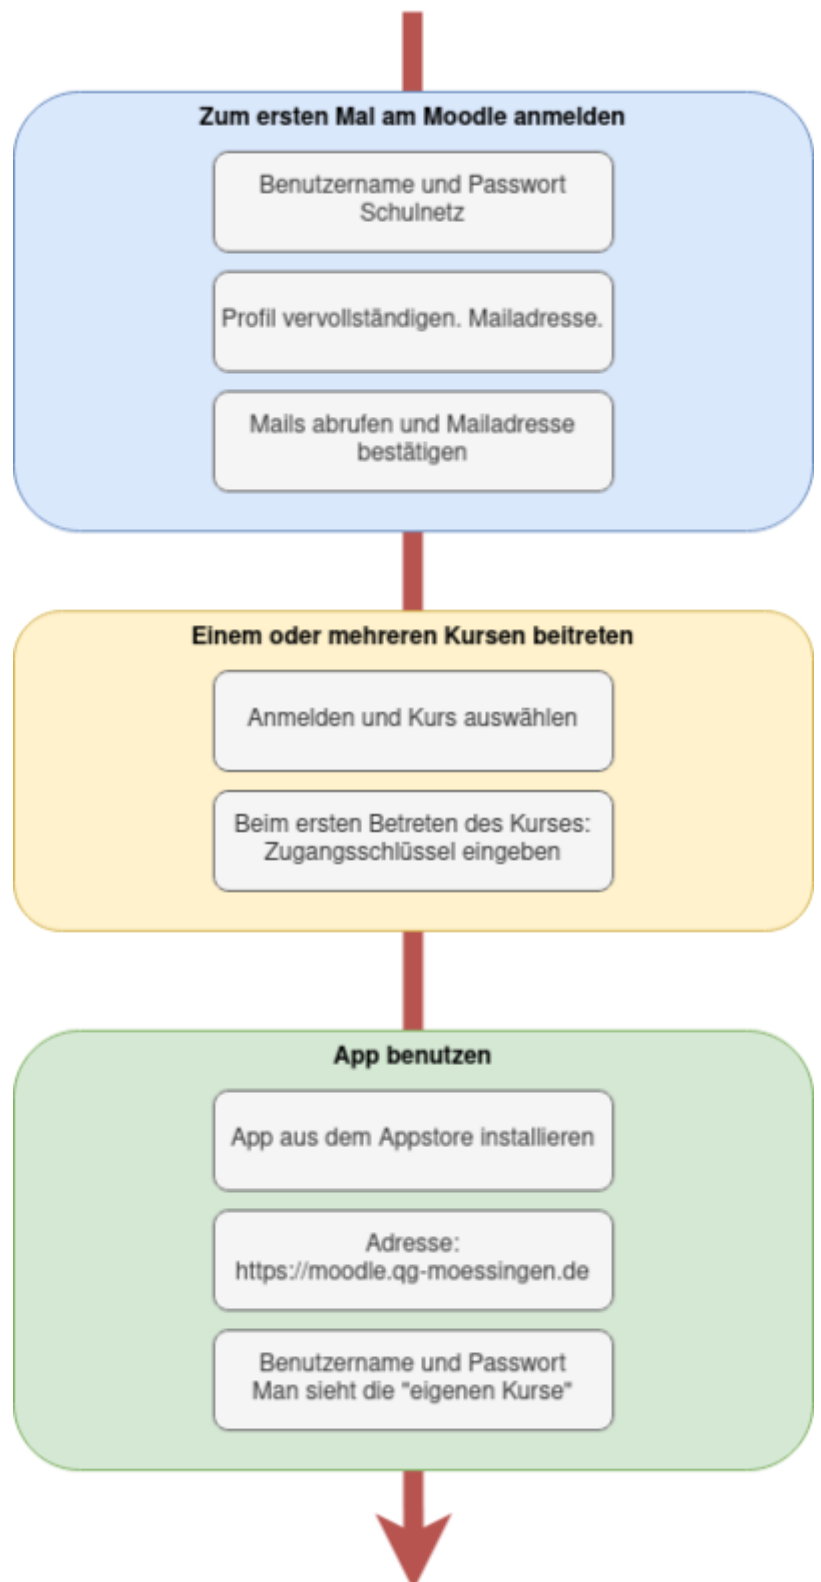 Zum ersten Mal am Moodle anmelden
Benutzername und Passwort
Schulnetz
Profil vervollständigen. Mailadresse.
Mails abrufen und Mailadresse
bestätigen
Einem oder mehreren Kursen beitreten
Anmelden und Kurs auswählen
Beim ersten Betreten des Kurses:
Zugangsschlüssel eingeben
App benutzen
App aus dem Appstore installieren
Adresse:
https://moodle.qg-moessingen.de
Benutzername und Passwort
Man sieht die "eigenen Kurse"